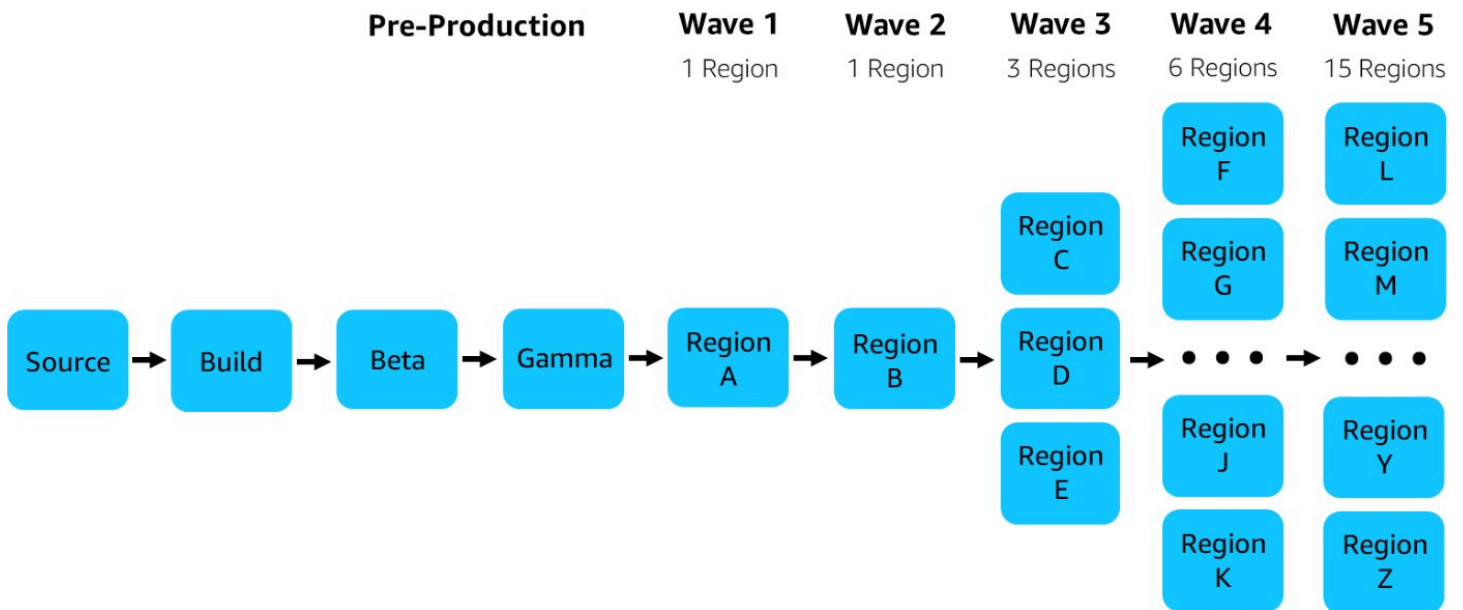 Pre-Production
Wave 1
Wave 2
Wave 3
Wave 4
Wave 5
1 Region
1 Region
3 Regions
6 Regions
15 Regions
Source
Build
Beta
Gamma
Region
A
Region
B
Region
C
Region
D
Region
E
Region
F
Region
G
• • •
Region
J
Region
K
Region
L
Region
M
• • •
Region
Y
Region
Z